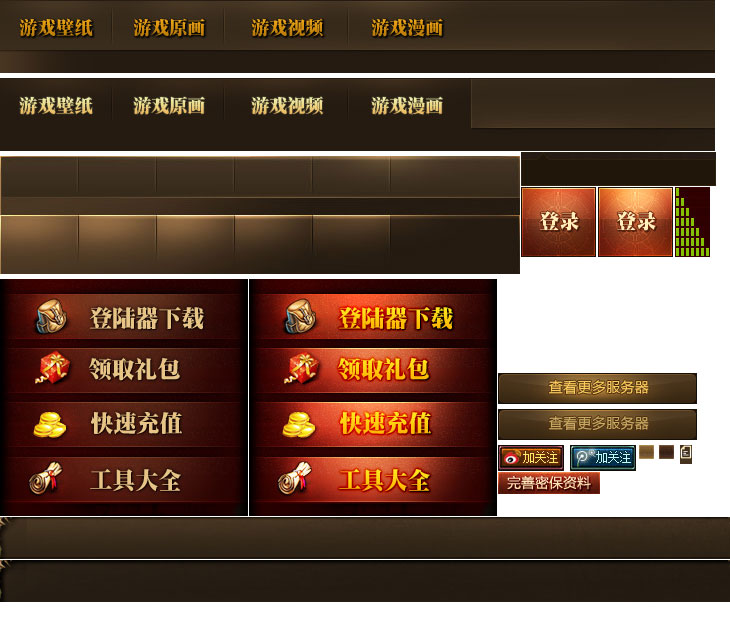 游戏壁纸 游戏原画 游戏视频 游戏漫画
游戏壁纸 游戏原画 游戏视频 游戏漫画
登录 登录
登陆器下载 登陆器下载
领取礼包 领取礼包
查看更多服务器
快速充值 快速充值
查看更多服务器
加关注 加关注
工具大全 工具大全
完善密保资料